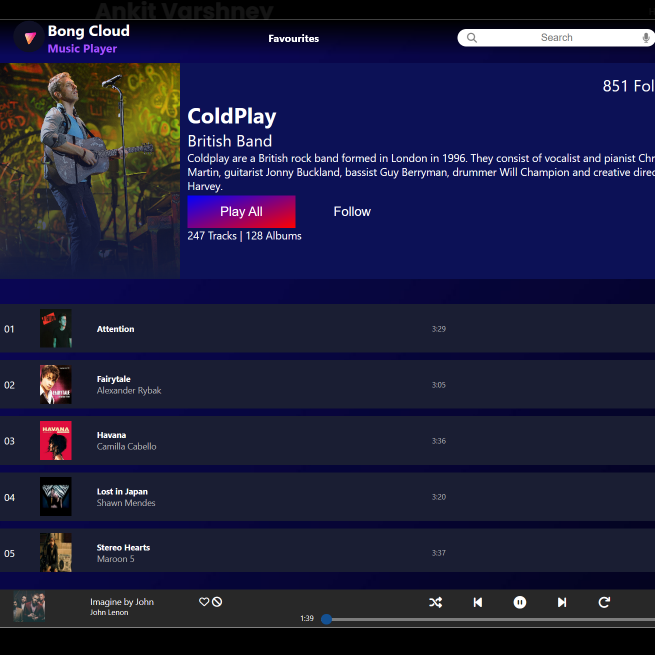 Ankit Varshney
Bong Cloud
Music Player
Favourites
Search
851 Fol
ColdPlay
British Band
Coldplay are a British rock band formed in London in 1996. They consist of vocalist and pianist Chr
Martin, guitarist Jonny Buckland, bassist Guy Berryman, drummer Will Champion and creative direc
Harvey.
Play All
Follow
247 Tracks | 128 Albums
01
Attention
3:29
02
Fairytale
Alexander Rybak
3:05
03
HAVANA
Havana
Camilla Cabello
3:36
04
Lost in Japan
Shawn Mendes
3:20
05
Stereo Hearts
Maroon 5
3:37
Imagine by John
John Lenon
1:39